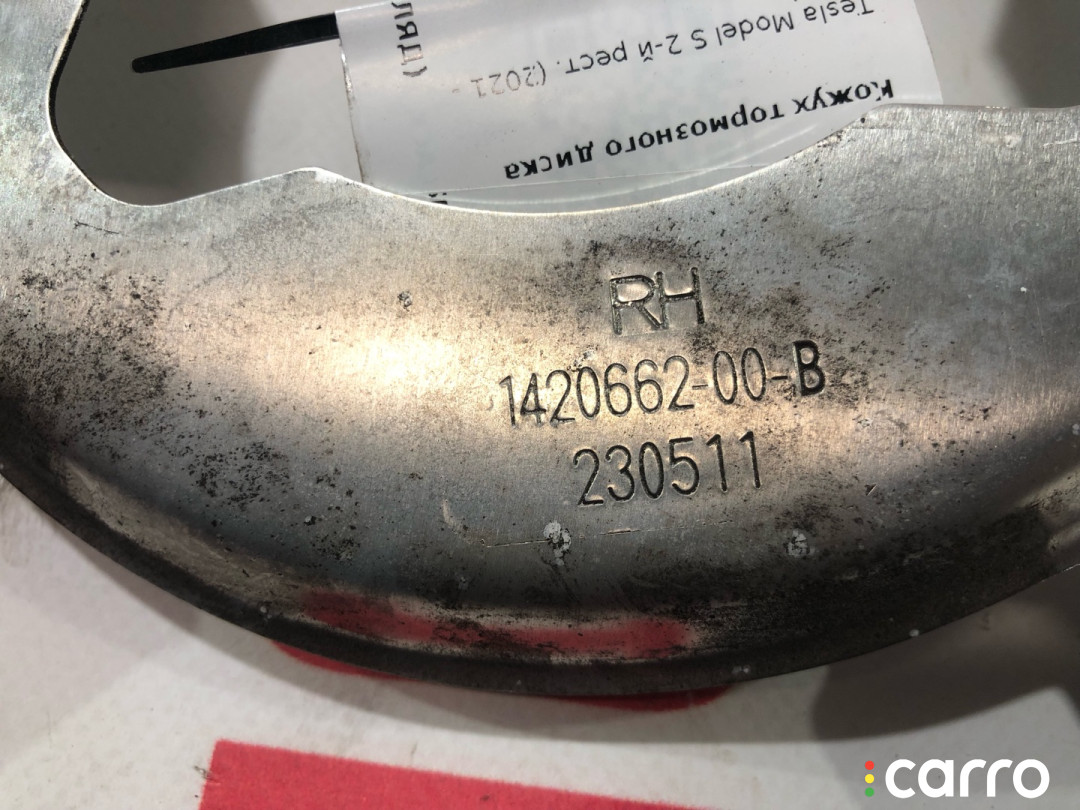 Кожух тормозного диска
Tesla Model S 2-й рест. (2021 -
RH
1420662-00-B
230511
carro